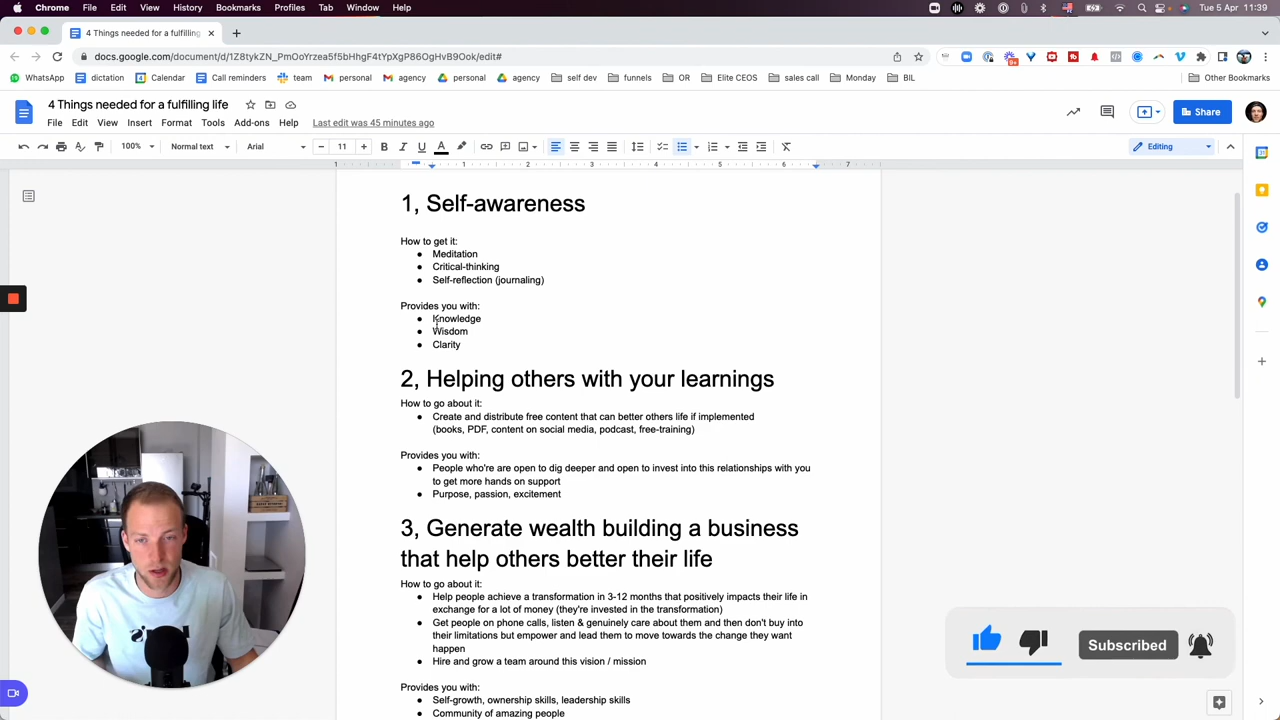 Chrome File Edit View History Bookmarks Profiles Tab Window Help Tue 5 Apr 11:39
4 Things needed for a fulfilling
docs.google.com/document/d/1Z8tykZN_PmOoYrzea5f5bHhgF4tYpXgP86OgHvB9Ook/edit#
WhatsApp dictation Calendar Call reminders team personal agency personal agency self dev funnels OR Elite CEOS sales call Monday BIL Other Bookmarks
4 Things needed for a fulfilling life
File Edit View Insert Format Tools Add-ons Help Last edit was 45 minutes ago
Share
100% Normal text Arial 11 B I U A Editing
1 1 2 3 4 5 6 7
1, Self-awareness
How to get it:
● Meditation
● Critical-thinking
● Self-reflection (journaling)
Provides you with:
● Knowledge
● Wisdom
● Clarity
2, Helping others with your learnings
How to go about it:
● Create and distribute free content that can better others life if implemented
(books, PDF, content on social media, podcast, free-training)
Provides you with:
● People who're are open to dig deeper and open to invest into this relationships with you
to get more hands on support
● Purpose, passion, excitement
3, Generate wealth building a business
that help others better their life
How to go about it:
● Help people achieve a transformation in 3-12 months that positively impacts their life in
exchange for a lot of money (they're invested in the transformation)
● Get people on phone calls, listen & genuinely care about them and then don't buy into
their limitations but empower and lead them to move towards the change they want
happen
● Hire and grow a team around this vision / mission
Provides you with:
● Self-growth, ownership skills, leadership skills
● Community of amazing people
Subscribed